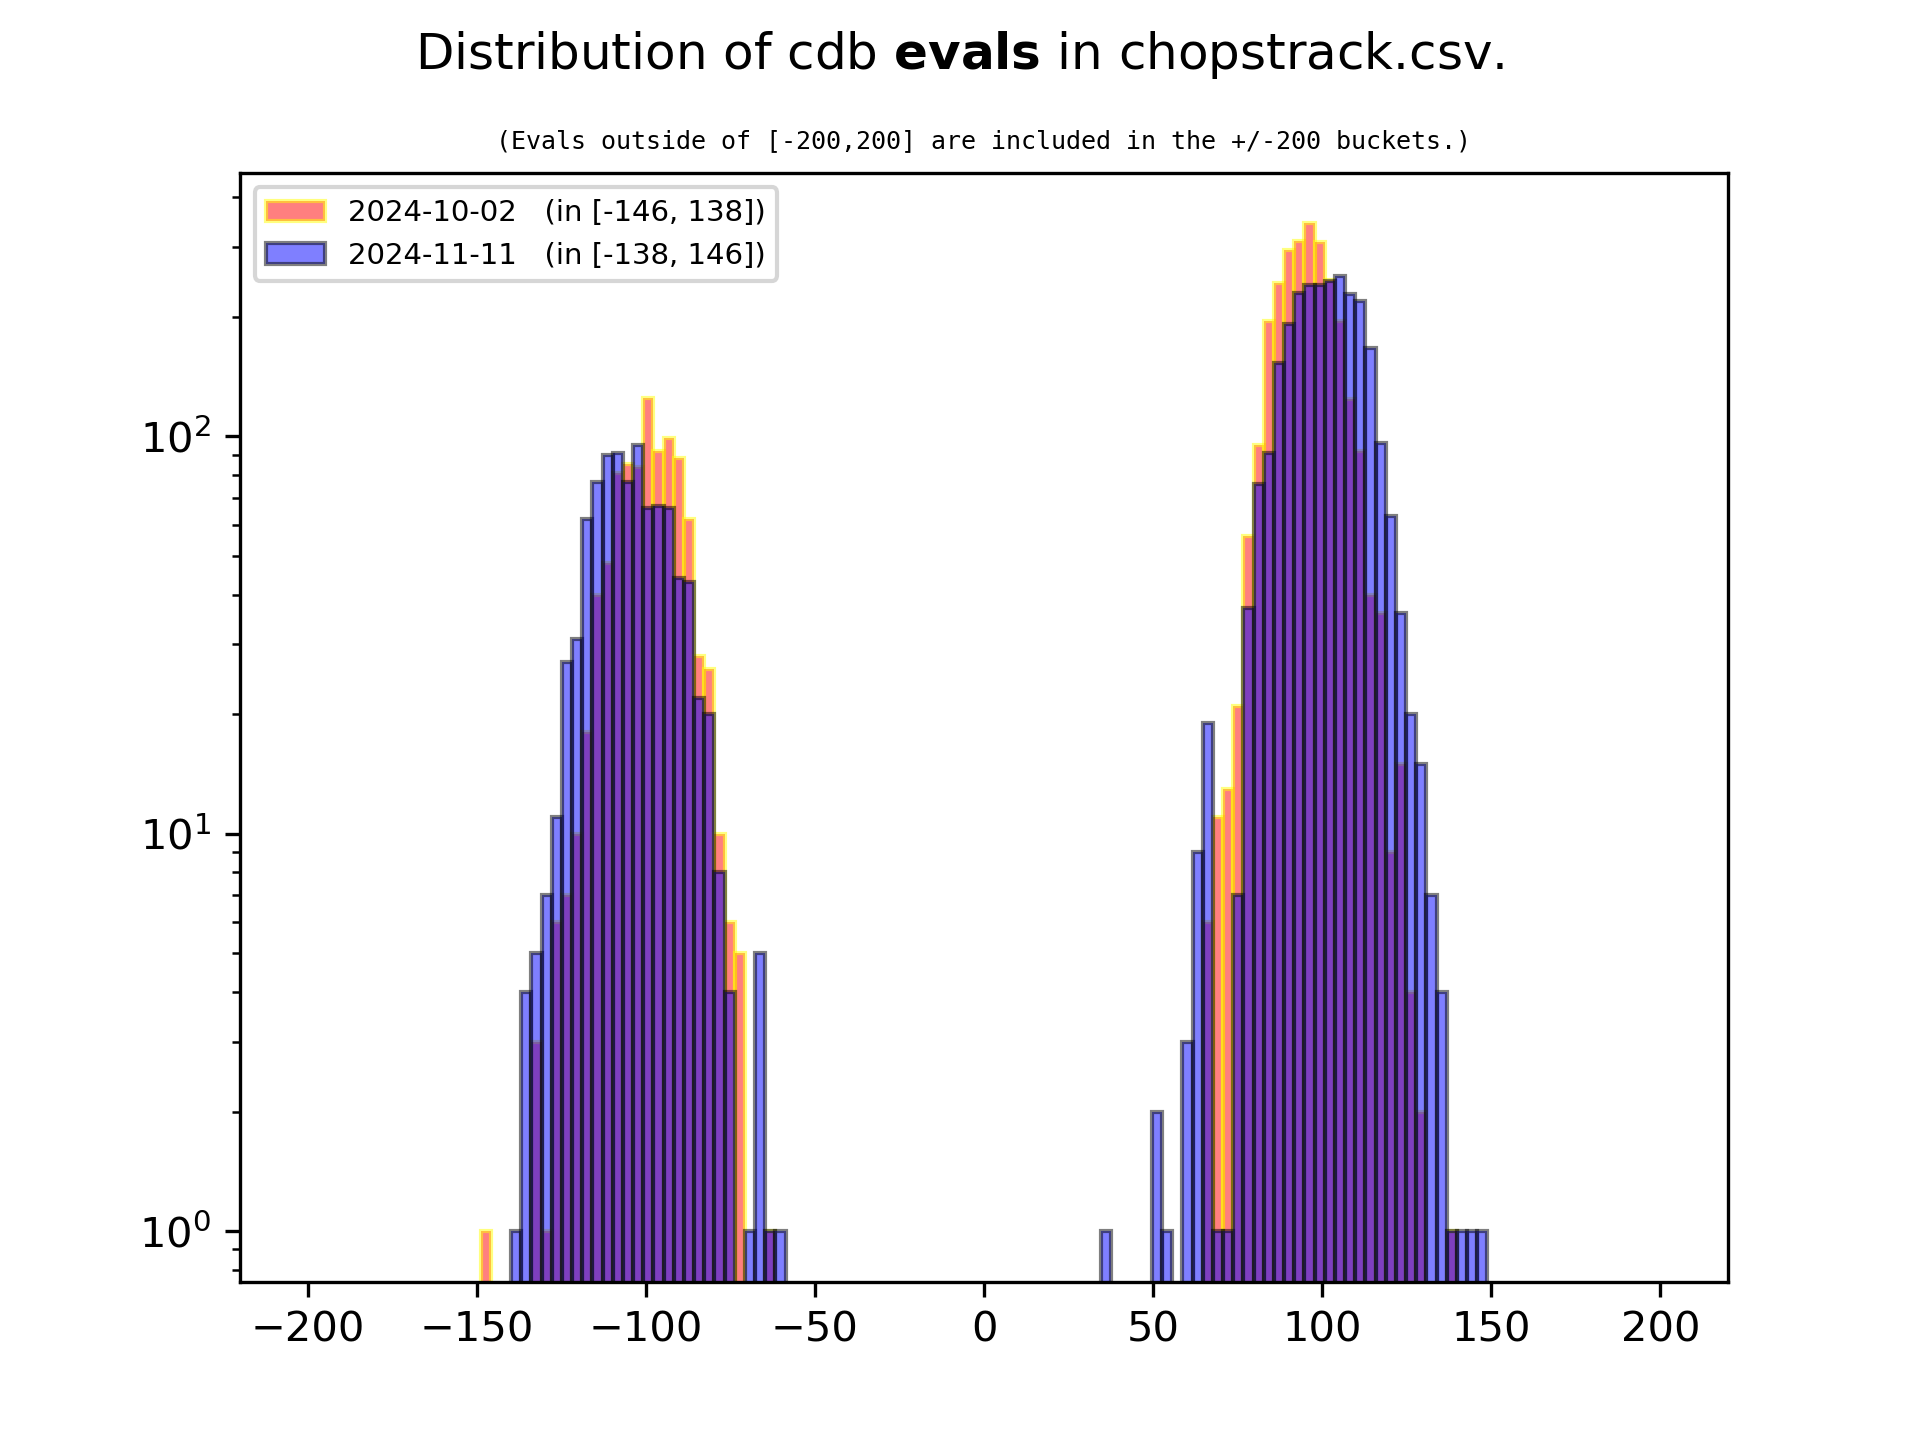 Distribution of cdb evals in chopstrack.csv.
(Evals outside of [-200,200] are included in the +/-200 buckets.)
2024-10-02   (in [-146, 138])
2024-11-11   (in [-138, 146])
10²
10¹
10⁰
−200 −150 −100 −50 0 50 100 150 200